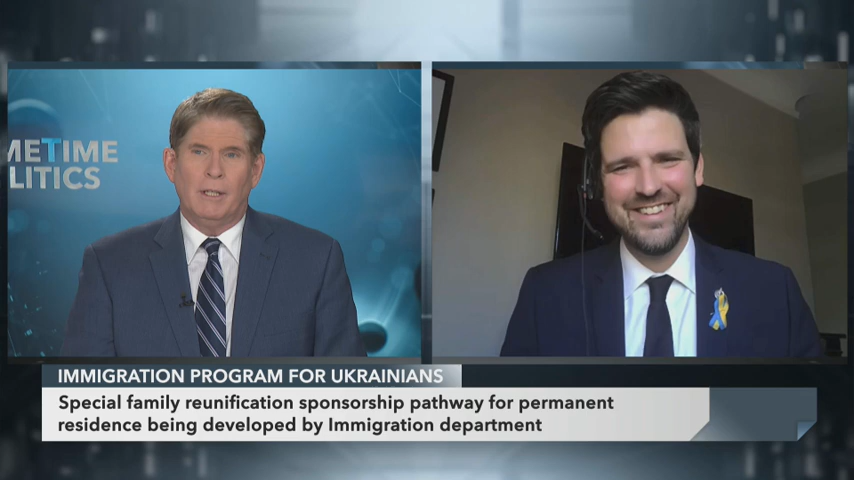 METIME
LITICS
IMMIGRATION PROGRAM FOR UKRAINIANS
Special family reunification sponsorship pathway for permanent
residence being developed by Immigration department